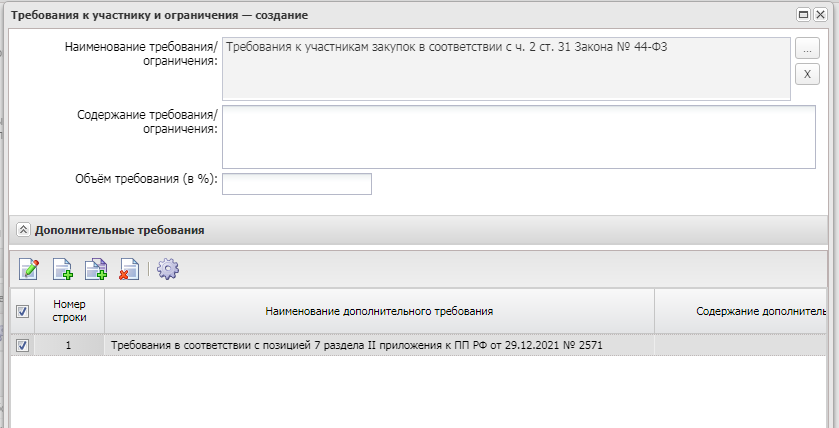 Требования к участнику и ограничения — создание
Наименование требования/
ограничения:
Требования к участникам закупок в соответствии с ч. 2 ст. 31 Закона № 44-ФЗ
...
X
Содержание требования/
ограничения:
Объём требования (в %):
Дополнительные требования
Номер
строки
Наименование дополнительного требования
Содержание дополнитель
1
Требования в соответствии с позицией 7 раздела II приложения к ПП РФ от 29.12.2021 № 2571